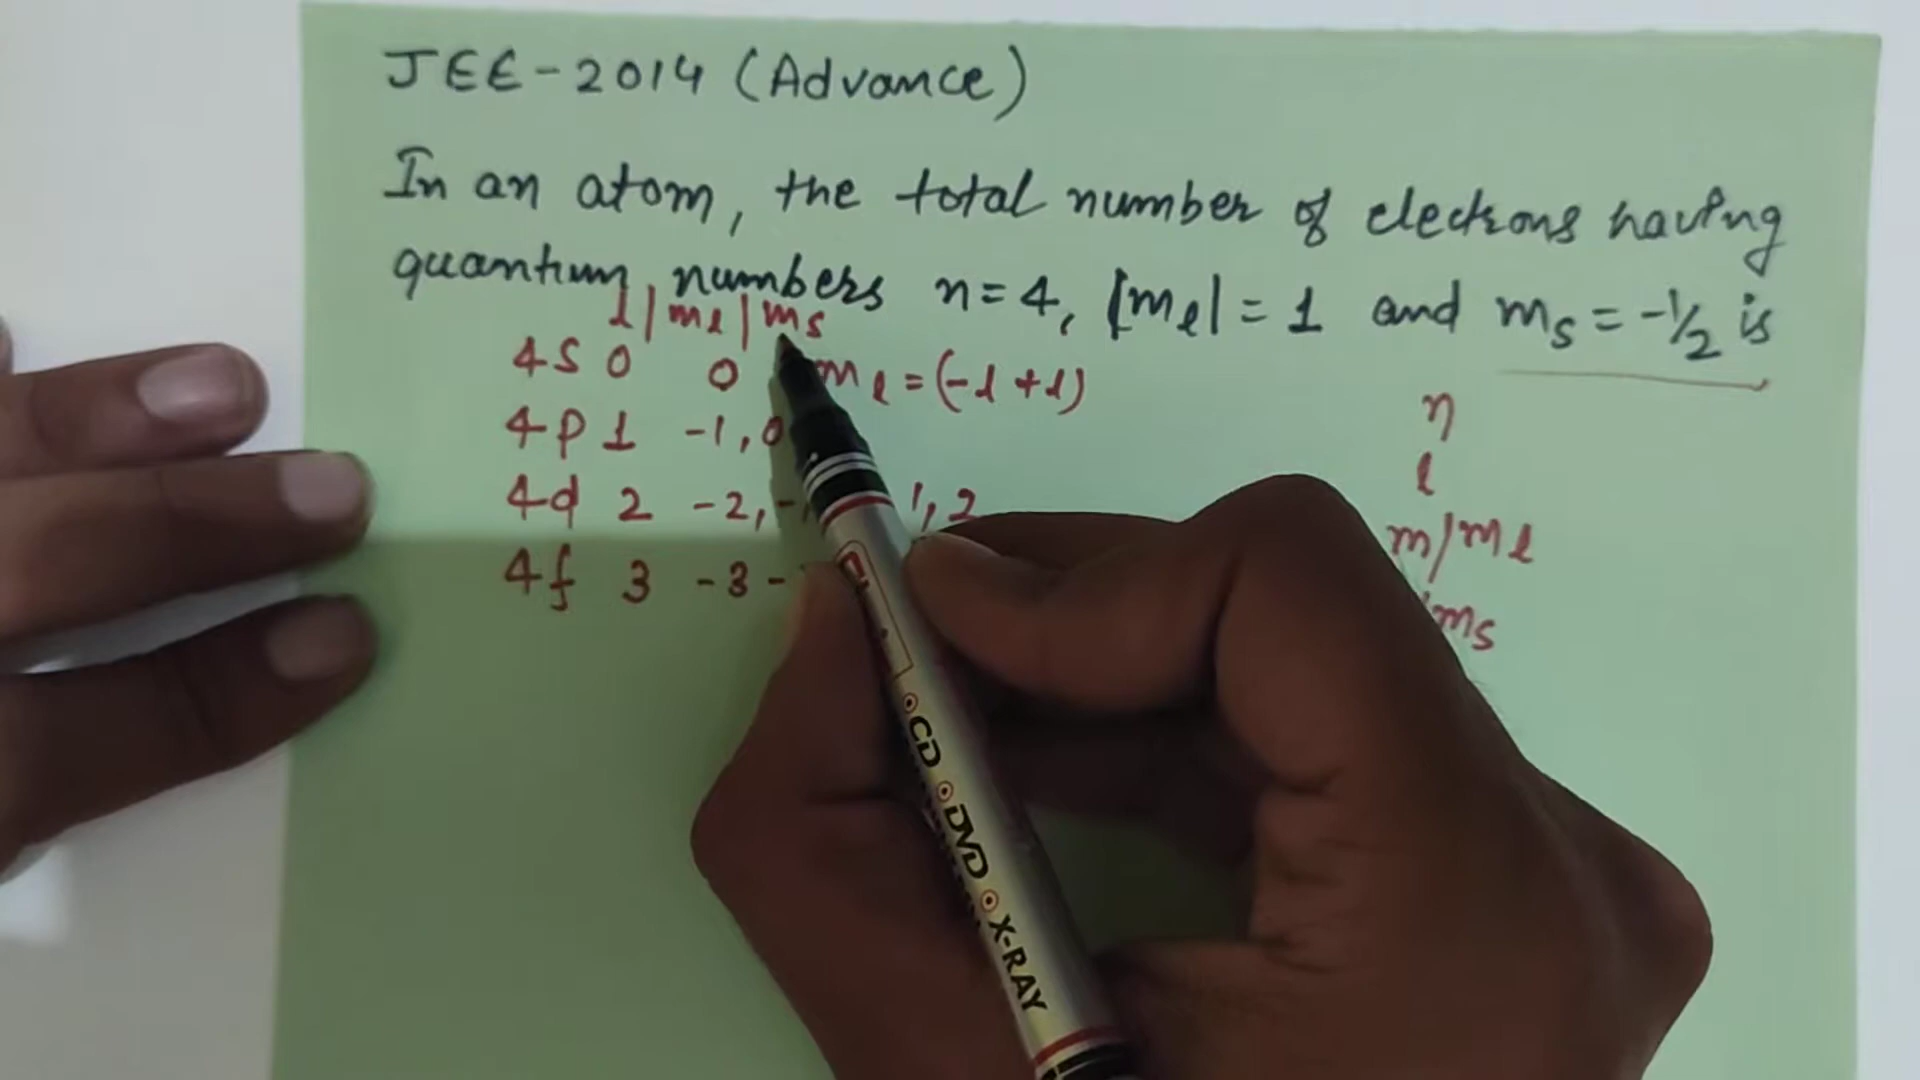 JEE-2014 (Advance)
In an atom, the total number of electrons having
quantum numbers n=4, |mℓ|=1 and ms=-1/2 is
l | mℓ | ms
4s 0 0 mℓ = (-l +l)
4p 1 -1, 0
4d 2 -2, - 1, 2
4f 3 -3 -
n
l
m/mℓ
ms
CD DVD X-RAY